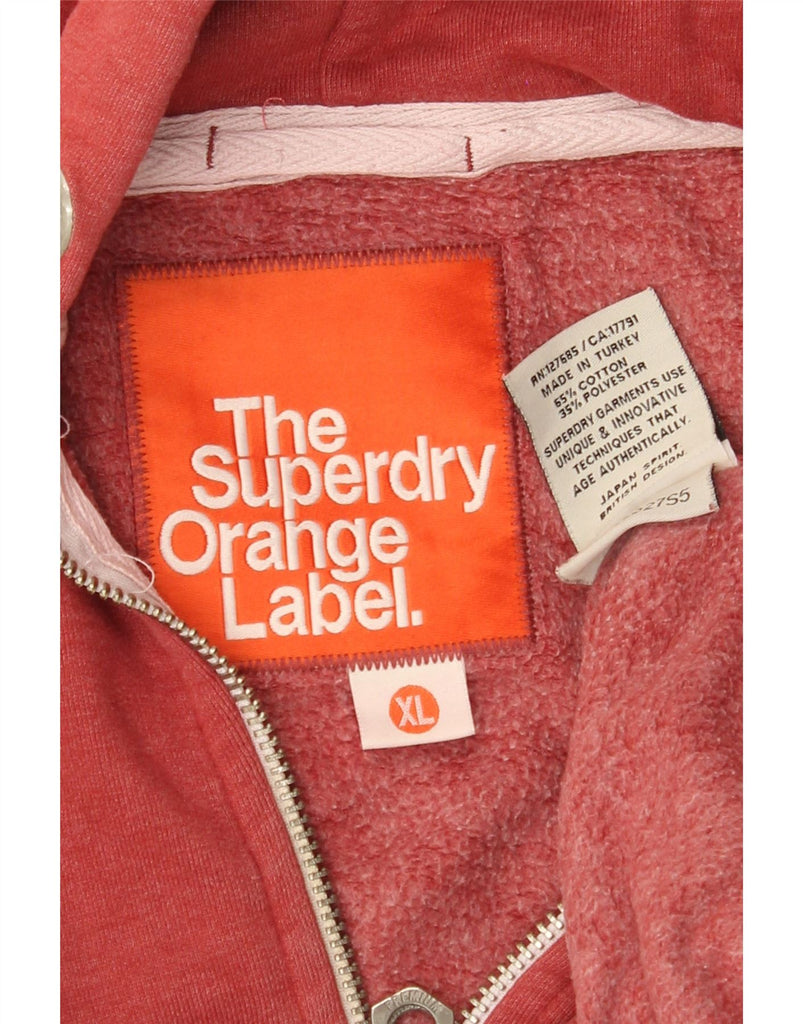 The
Superdry
Orange
Label.
XL
RN:127685 / CA:17791
MADE IN TURKEY
65% COTTON
35% POLYESTER
SUPERDRY GARMENTS USE
UNIQUE & INNOVATIVE
TECHNIQUES THAT
AGE AUTHENTICALLY.
JAPAN SPIRIT.
BRITISH DESIGN.
PREMIUM